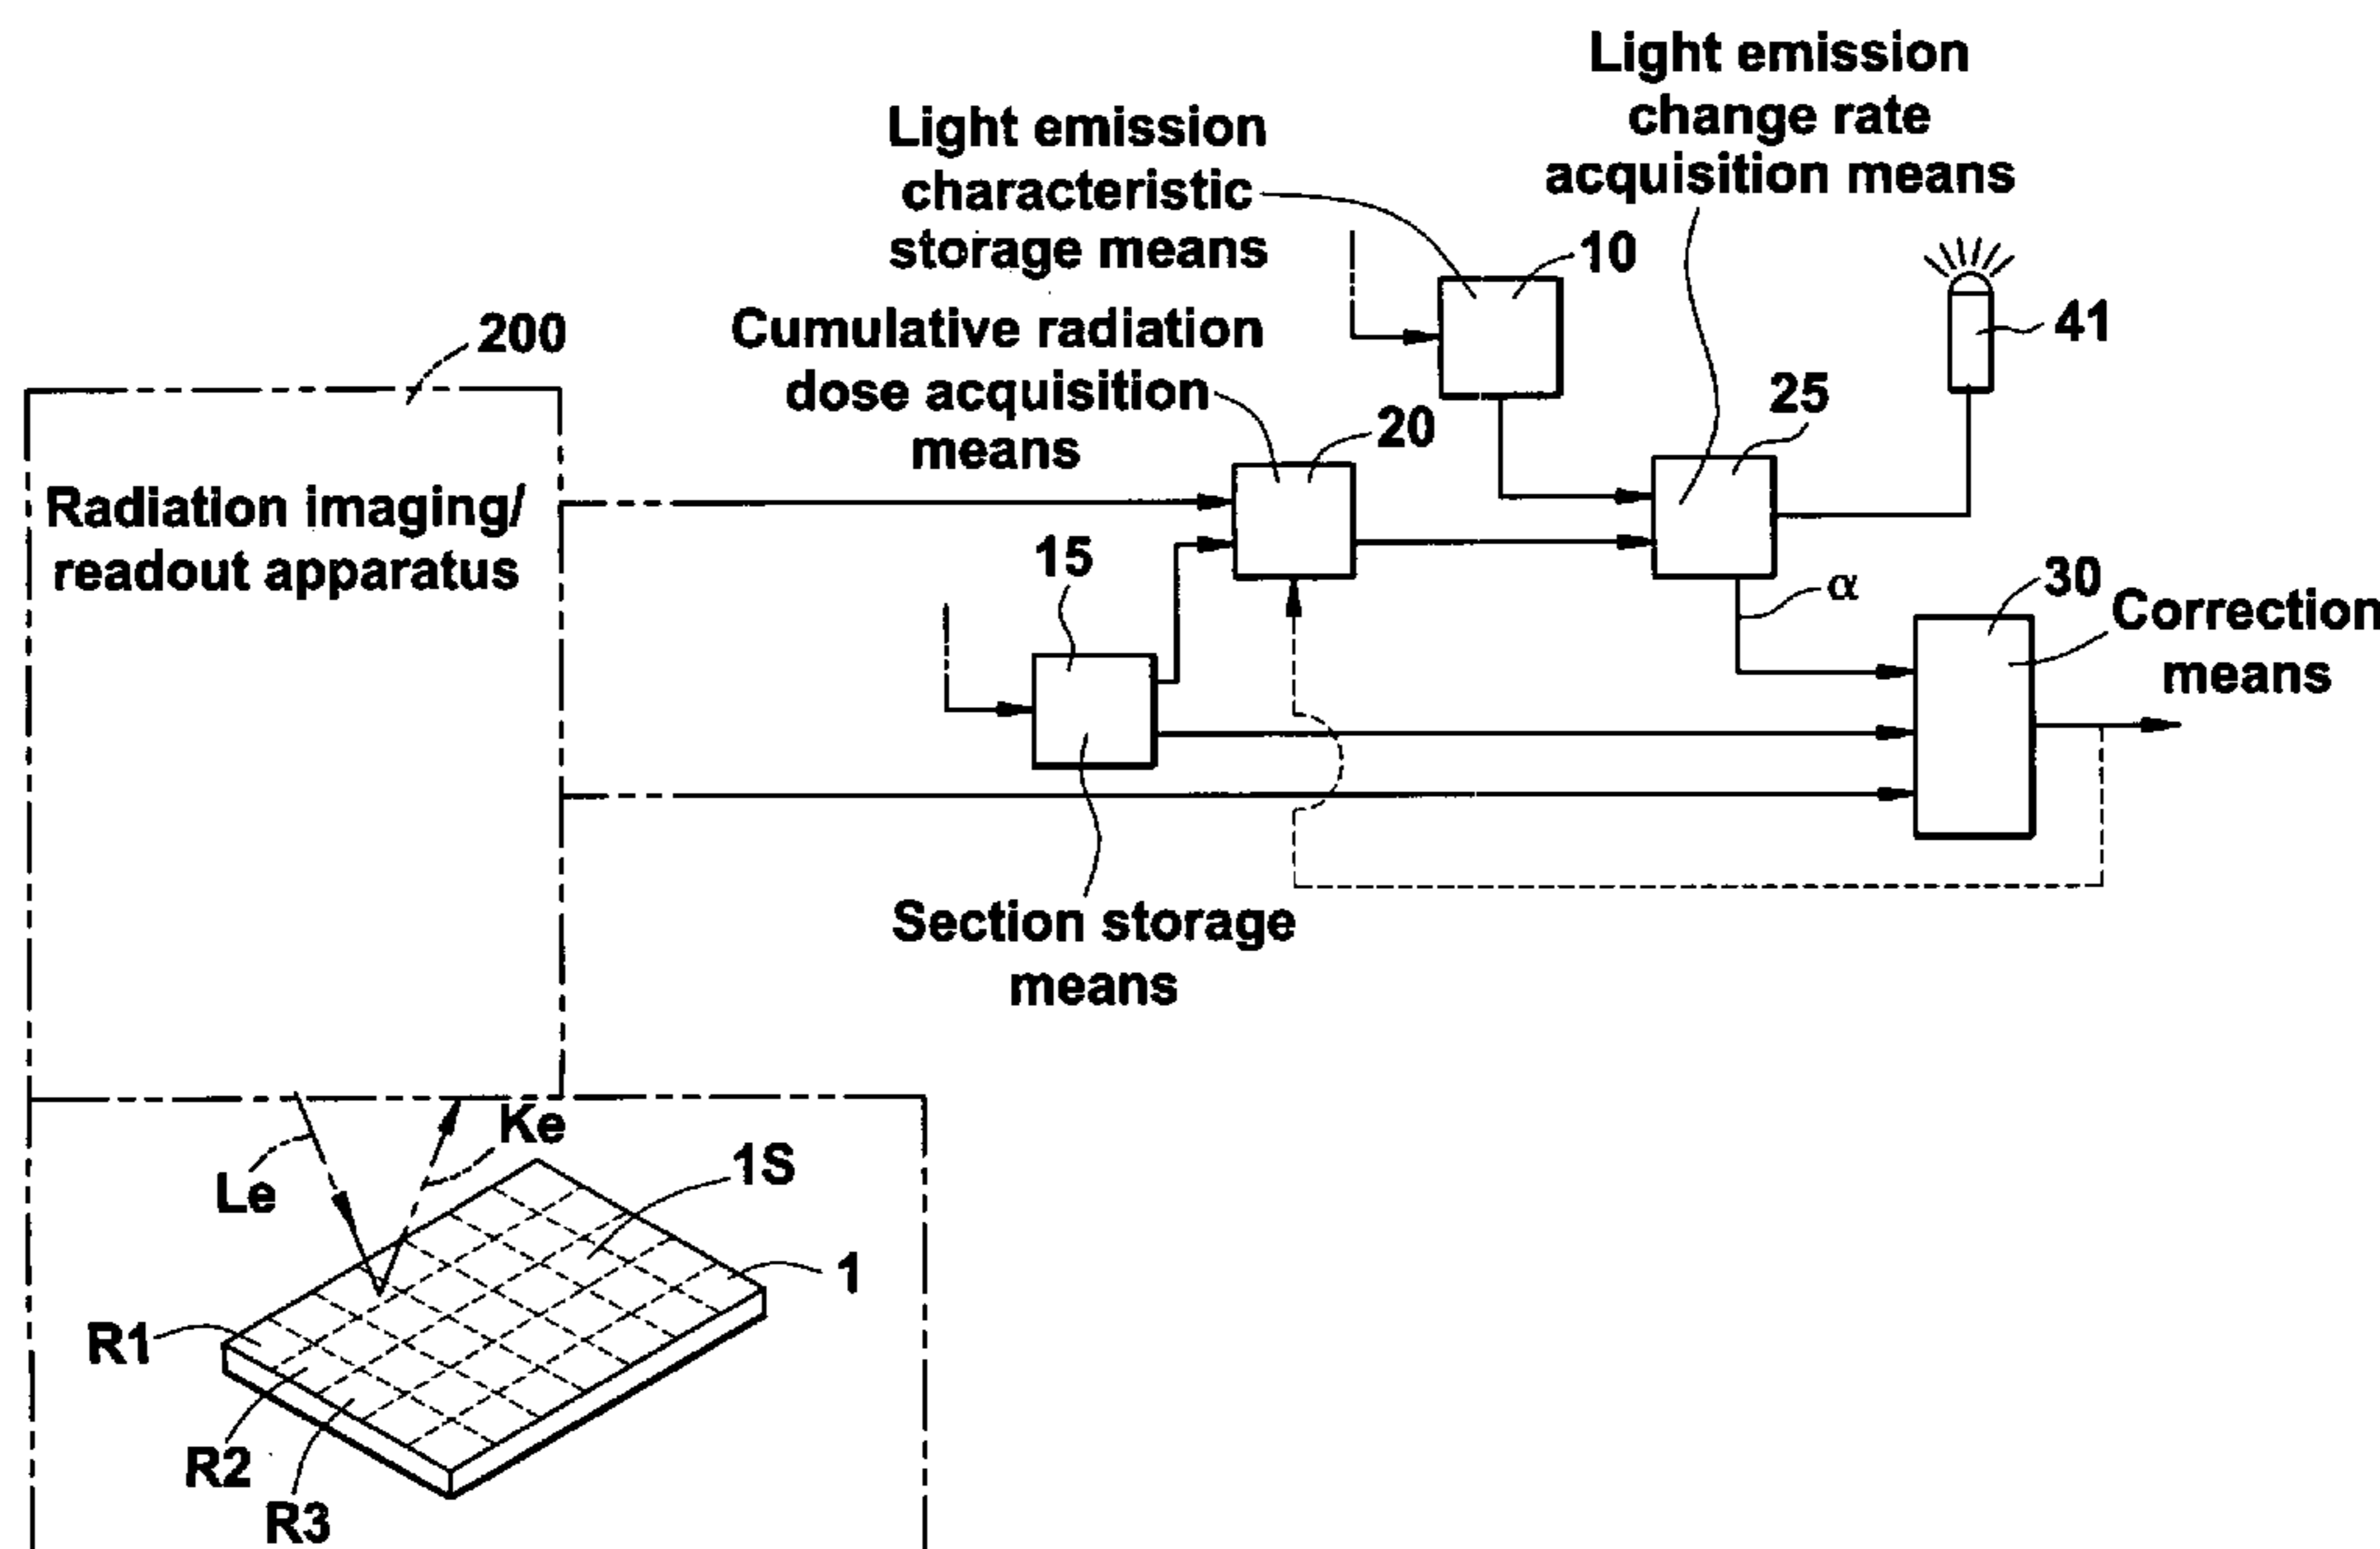 Light emission
change rate
acquisition means
Light emission
characteristic
storage means
10
41
200
Cumulative radiation
dose acquisition
means
25
20
Radiation imaging/
readout apparatus
15
α
30
Correction
means
Section storage
means
Ke
Le
1S
1
R1
R2
R3